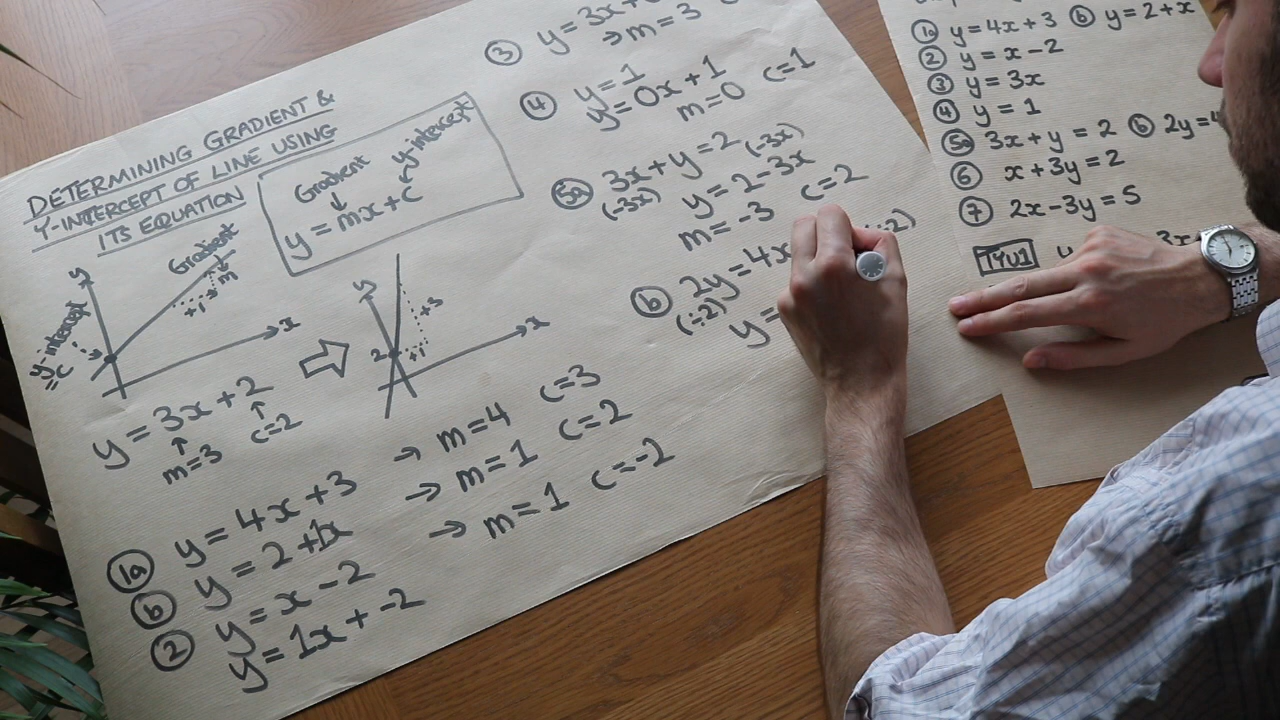 DETERMINING GRADIENT &
Y-INTERCEPT OF LINE USING
ITS EQUATION
Gradient
y-intercept
y = mx + c
y
Gradient
m
+1
y-intercept
= c
x
y
+3
2
+1
x
y = 3x + 2
m=3
c=2
1a y = 4x + 3 → m=4 c=3
b y = 2 + 1x → m=1 c=2
2 y = x - 2 → m=1 c=-2
y = 1x + -2
3 y = 3x +
→ m = 3
4 y = 1
y = 0x + 1
m=0 c=1
5a 3x + y = 2
(-3x) (-3x)
y = 2 - 3x
m = -3 c = 2
b 2y = 4x
(÷2) (÷2)
y =
1a y = 4x + 3 b y = 2 + x
2 y = x - 2
3 y = 3x
4 y = 1
5a 3x + y = 2 b 2y = 4
6 x + 3y = 2
7 2x - 3y = 5
TYU1 3x